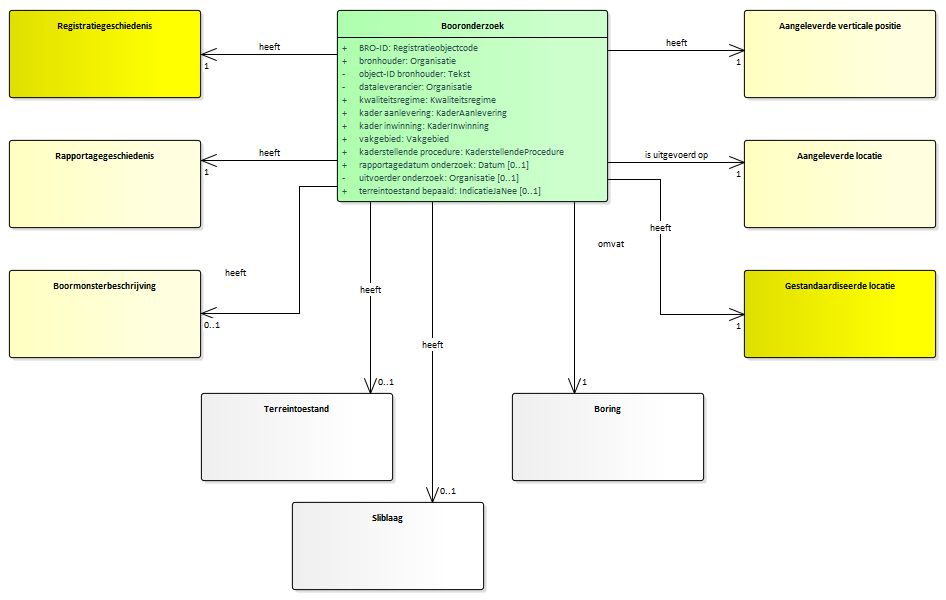 Registratiegeschiedenis
Booronderzoek
Aangeleverde verticale positie
+ BRO-ID: Registratieobjectcode
+ bronhouder: Organisatie
- object-ID bronhouder: Tekst
- dataleverancier: Organisatie
+ kwaliteitsregime: Kwaliteitsregime
+ kader aanlevering: KaderAanlevering
+ kader inwinning: KaderInwinning
+ vakgebied: Vakgebied
+ kaderstellende procedure: KaderstellendeProcedure
+ rapportagedatum onderzoek: Datum [0..1]
- uitvoerder onderzoek: Organisatie [0..1]
+ terreintoestand bepaald: IndicatieJaNee [0..1]
heeft
1
heeft
1
Rapportagegeschiedenis
heeft
1
is uitgevoerd op
1
Aangeleverde locatie
heeft
omvat
heeft
0..1
Boormonsterbeschrijving
Gestandaardiseerde locatie
1
heeft
0..1
heeft
0..1
1
Terreintoestand
Boring
Sliblaag